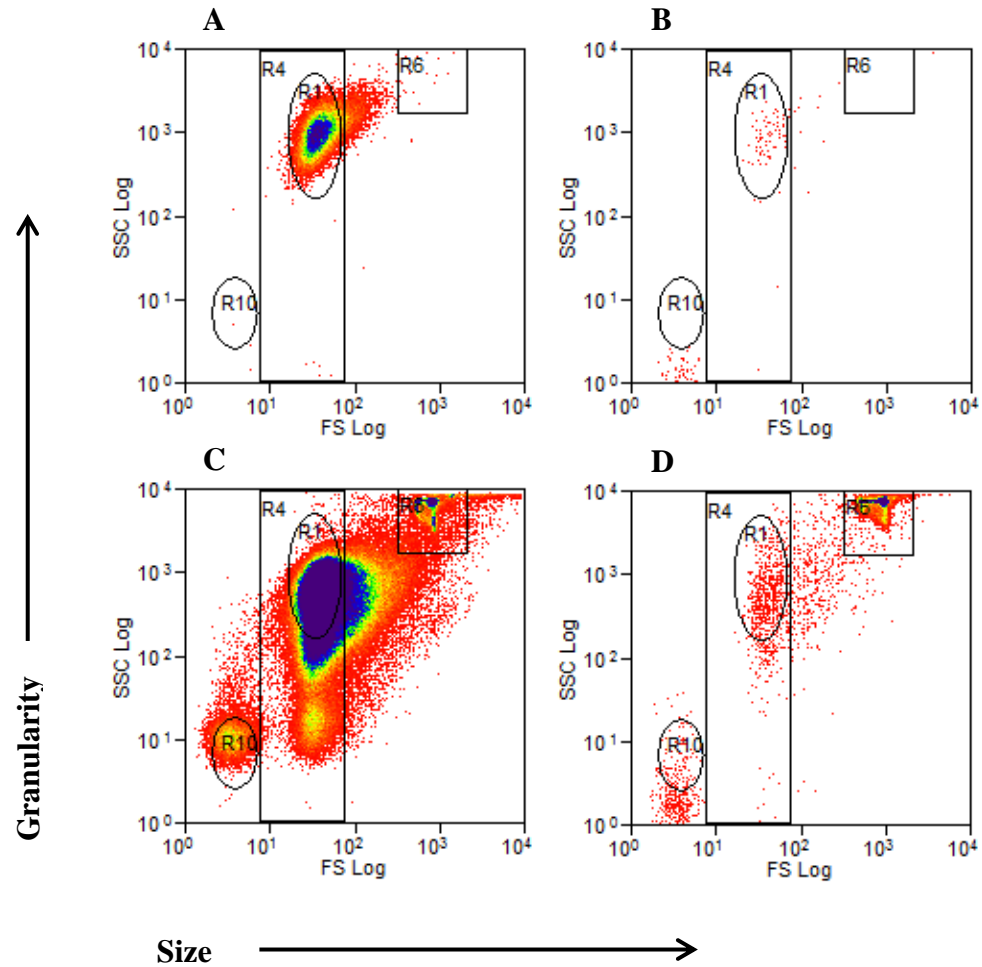 A
10⁴
R4
R6
R1
10³
SSC Log
10²
R10
10¹
10⁰
10⁰ 10¹ 10² 10³ 10⁴
FS Log
B
10⁴
R4
R6
R1
10³
SSC Log
10²
R10
10¹
10⁰
10⁰ 10¹ 10² 10³ 10⁴
FS Log
C
10⁴
R4
R6
R1
10³
SSC Log
10²
R10
10¹
10⁰
10⁰ 10¹ 10² 10³ 10⁴
FS Log
D
10⁴
R4
R6
R1
10³
SSC Log
10²
R10
10¹
10⁰
10⁰ 10¹ 10² 10³ 10⁴
FS Log
Granularity
Size